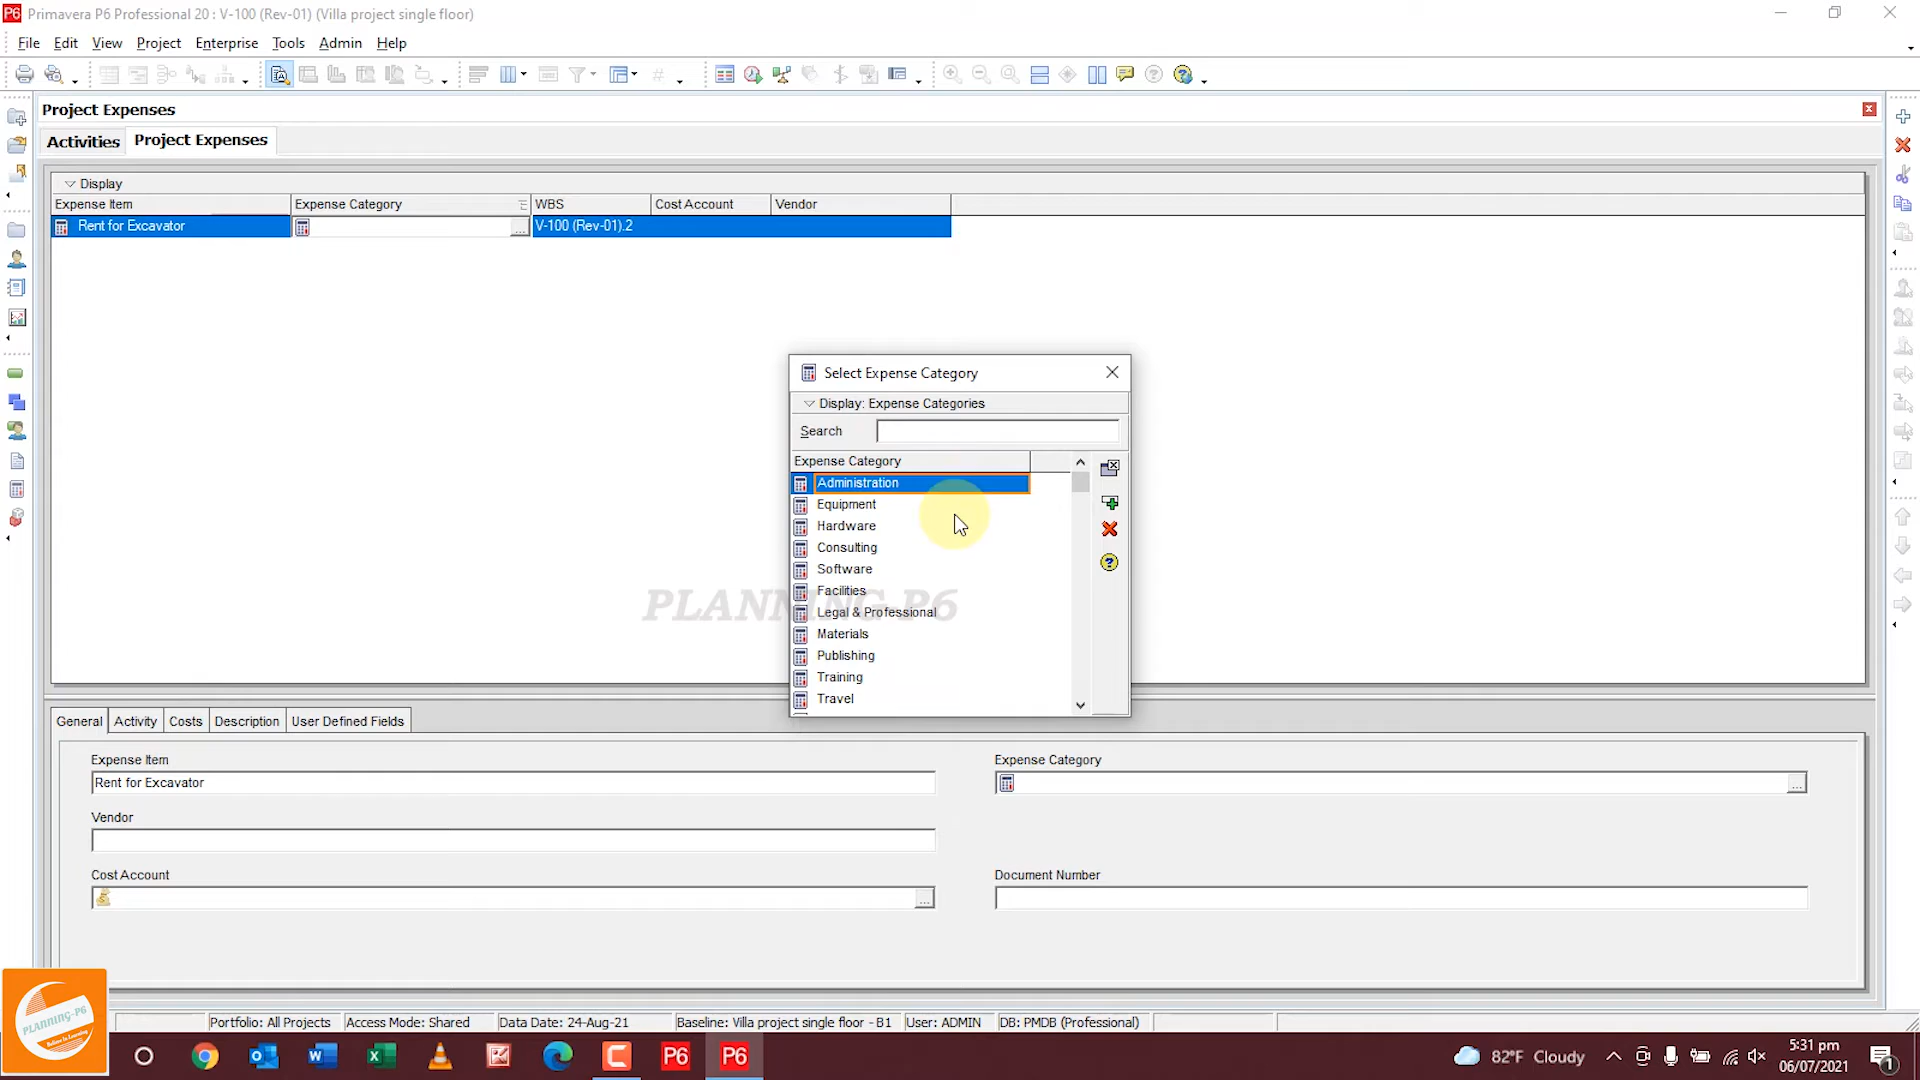 Primavera P6 Professional 20 : V-100 (Rev-01) (Villa project single floor)
File Edit View Project Enterprise Tools Admin Help
Project Expenses
Activities Project Expenses
Display
Expense Item Expense Category WBS Cost Account Vendor
Rent for Excavator ... V-100 (Rev-01).2
Select Expense Category
Display: Expense Categories
Search
Expense Category
Administration
Equipment
Hardware
Consulting
Software
Facilities
Legal & Professional
Materials
Publishing
Training
Travel
PLANNING-P6
General Activity Costs Description User Defined Fields
Expense Item
Rent for Excavator
Expense Category
...
Vendor
Cost Account
...
Document Number
PLANNING-P6
Portfolio: All Projects Access Mode: Shared Data Date: 24-Aug-21 Baseline: Villa project single floor - B1 User: ADMIN DB: PMDB (Professional)
P6 P6
82°F Cloudy
5:31 pm
06/07/2021
1